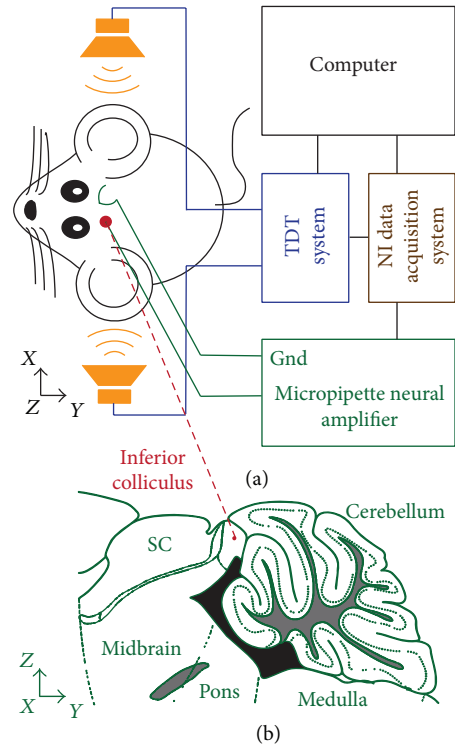 Computer
TDT
system
NI data
acquisition
system
Gnd
Micropipette neural
amplifier
X
Z
Y
Inferior
colliculus
(a)
Cerebellum
SC
Midbrain
Pons
Medulla
Z
X
Y
(b)